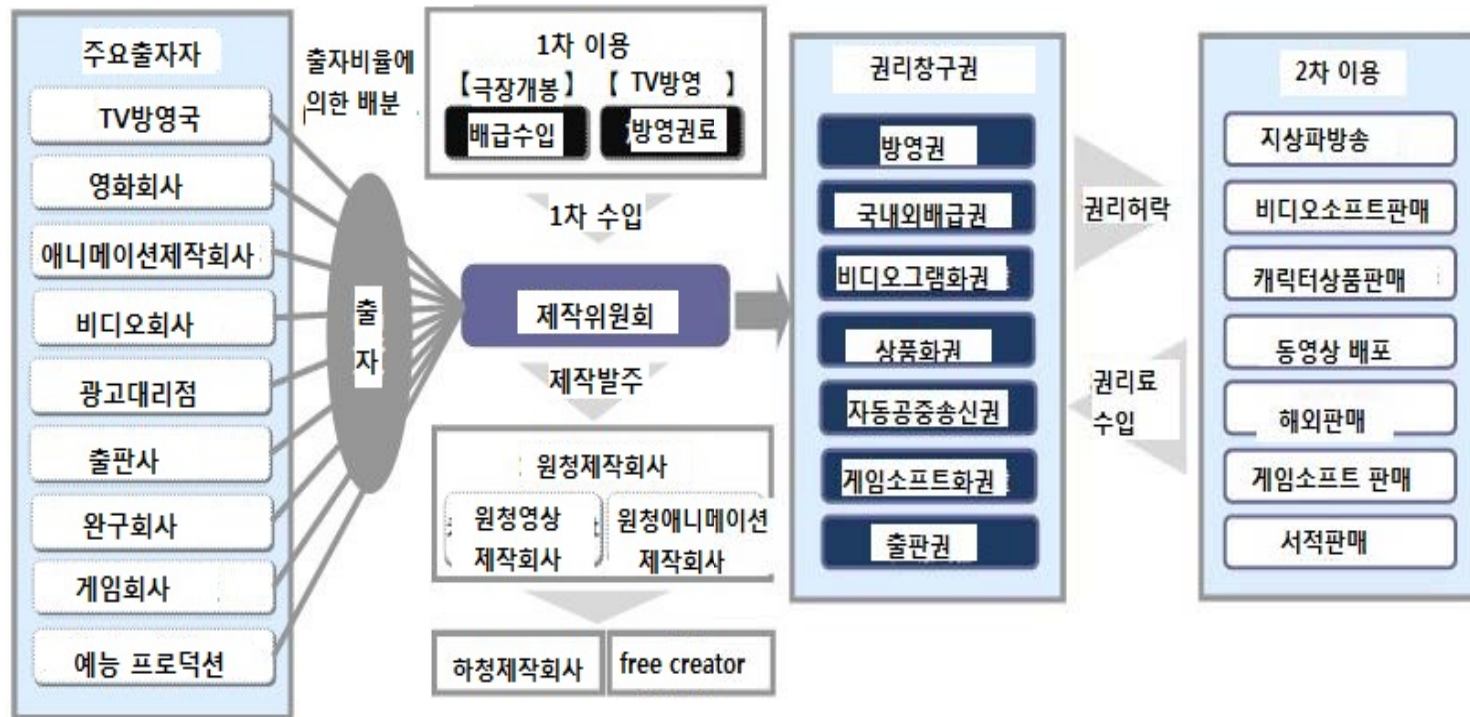 주요출자자
TV방영국
영화회사
애니메이션제작회사
비디오회사
광고대리점
출판사
완구회사
게임회사
예능 프로덕션
출자비율에
의한 배분
출
자
1차 이용
【극장개봉】 【 TV방영 】
배급수입 방영권료
1차 수입
제작위원회
제작발주
원청제작회사
원청영상
제작회사
원청애니메이션
제작회사
하청제작회사
free creator
권리창구권
방영권
국내외배급권
비디오그램화권
상품화권
자동공중송신권
게임소프트화권
출판권
권리허락
권리료
수입
2차 이용
지상파방송
비디오소프트판매
캐릭터상품판매
동영상 배포
해외판매
게임소프트 판매
서적판매